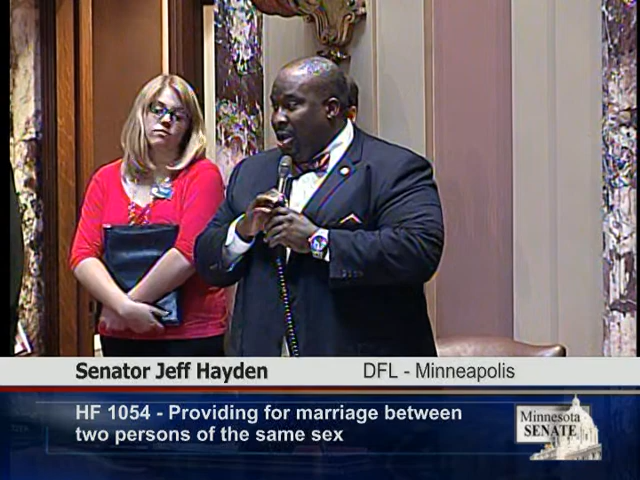 Senator Jeff Hayden DFL - Minneapolis
HF 1054 - Providing for marriage between
two persons of the same sex
Minnesota
SENATE